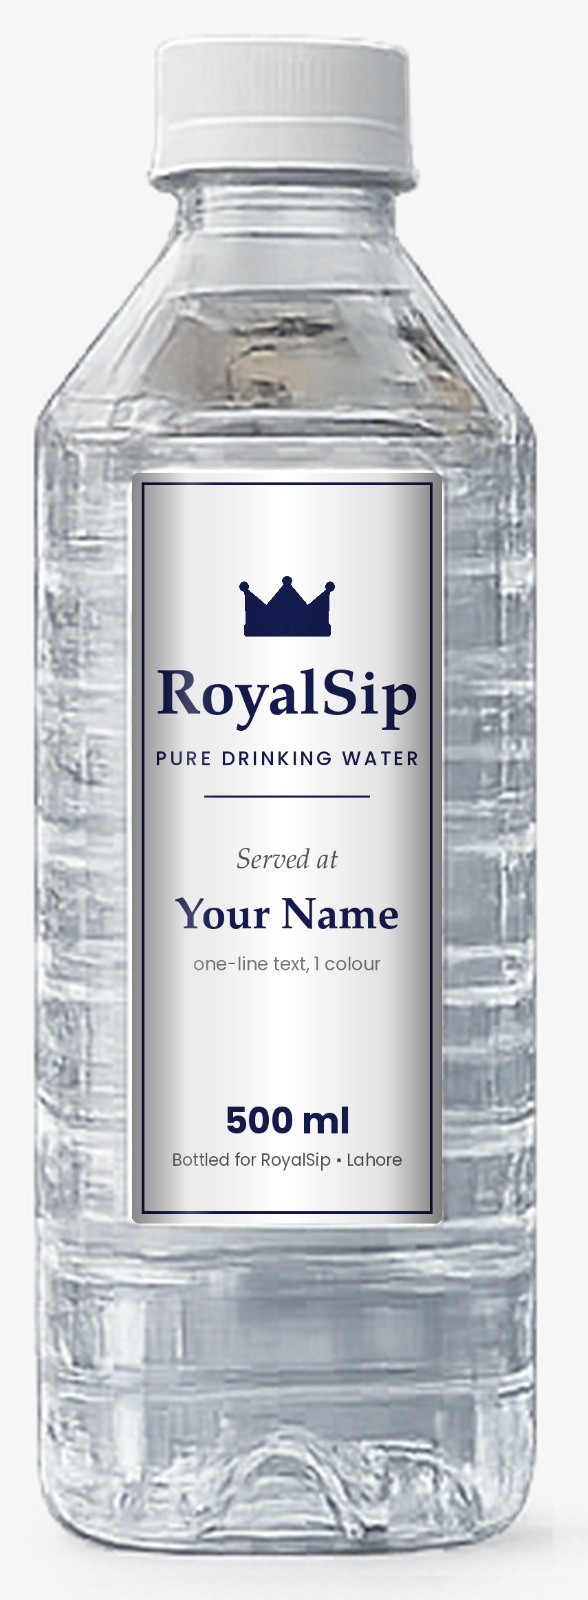 RoyalSip
PURE DRINKING WATER
Served at
Your Name
one-line text, 1 colour
500 ml
Bottled for RoyalSip • Lahore